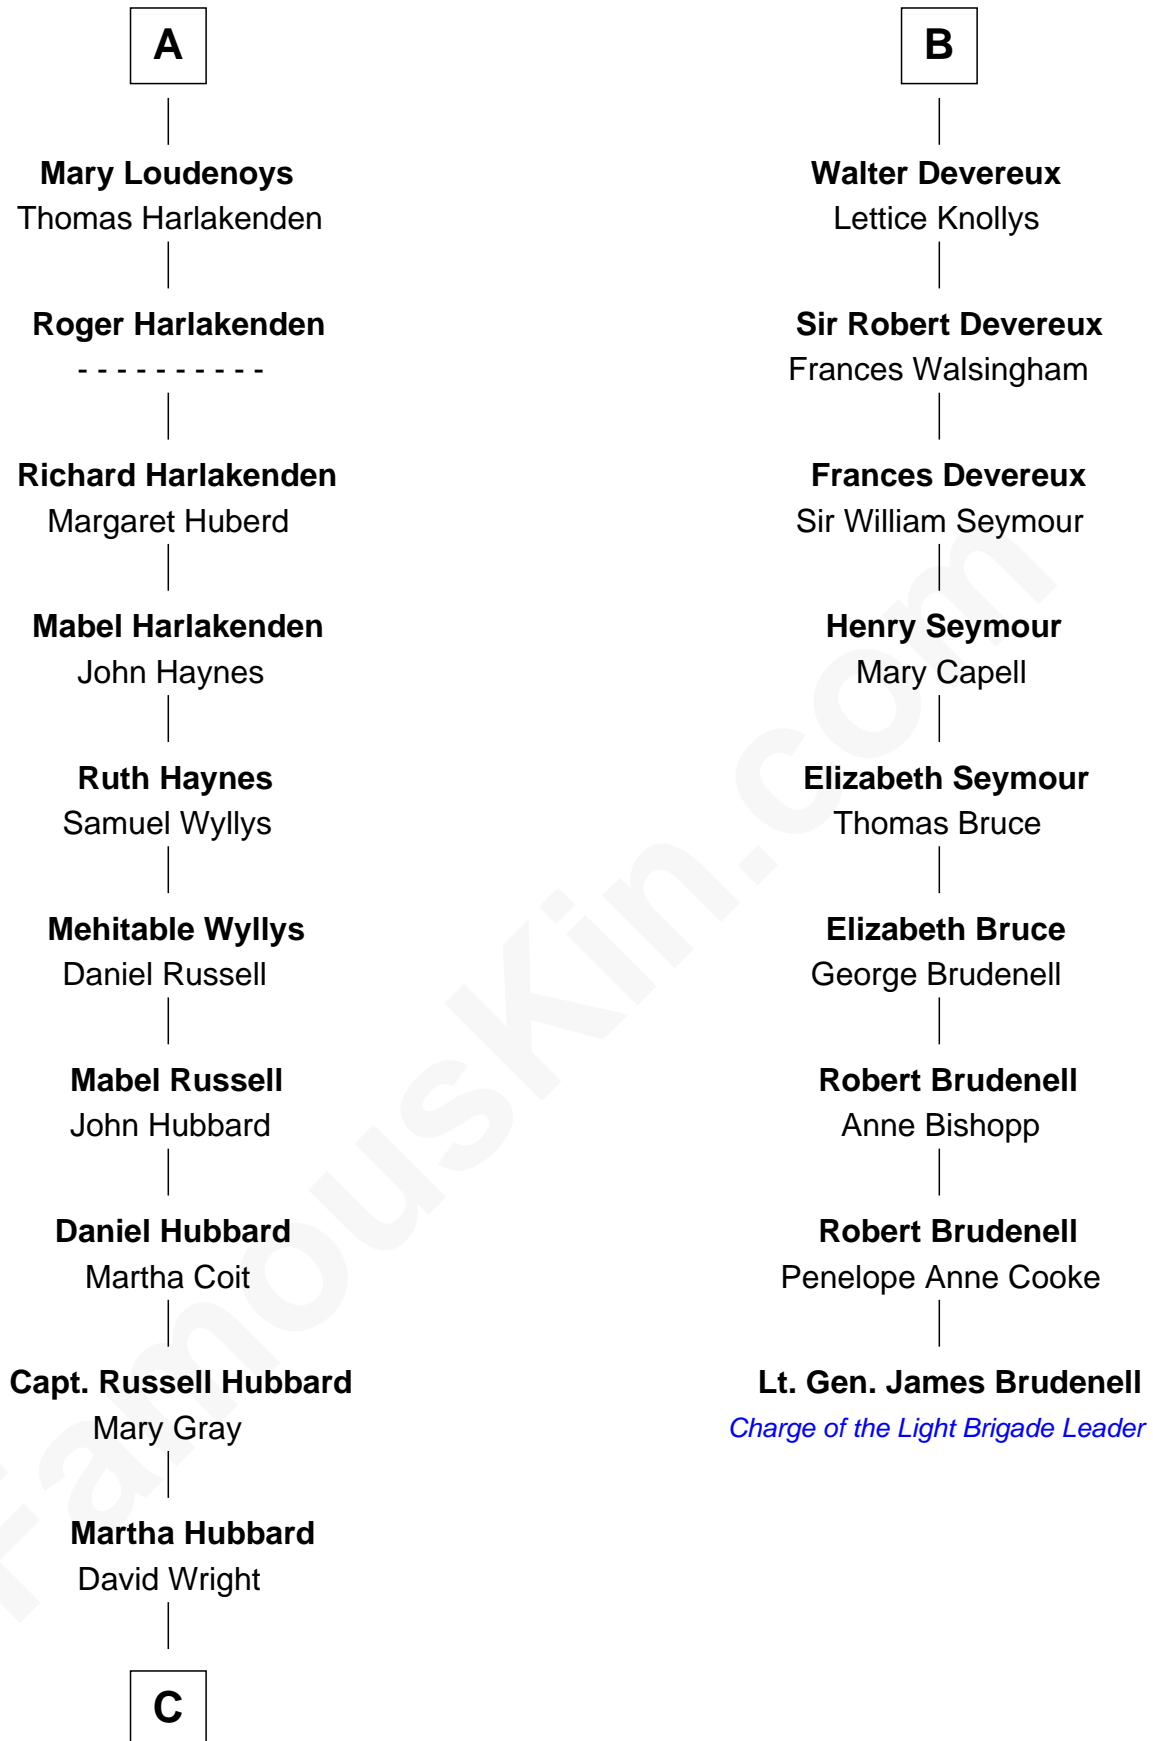 A
Mary Loudenoys
Thomas Harlakenden
Roger Harlakenden
- - - - - - - - - -
Richard Harlakenden
Margaret Huberd
Mabel Harlakenden
John Haynes
Ruth Haynes
Samuel Wyllys
Mehitable Wyllys
Daniel Russell
Mabel Russell
John Hubbard
Daniel Hubbard
Martha Coit
Capt. Russell Hubbard
Mary Gray
Martha Hubbard
David Wright
C
B
Walter Devereux
Lettice Knollys
Sir Robert Devereux
Frances Walsingham
Frances Devereux
Sir William Seymour
Henry Seymour
Mary Capell
Elizabeth Seymour
Thomas Bruce
Elizabeth Bruce
George Brudenell
Robert Brudenell
Anne Bishopp
Robert Brudenell
Penelope Anne Cooke
Lt. Gen. James Brudenell
Charge of the Light Brigade Leader
FamousKin.com